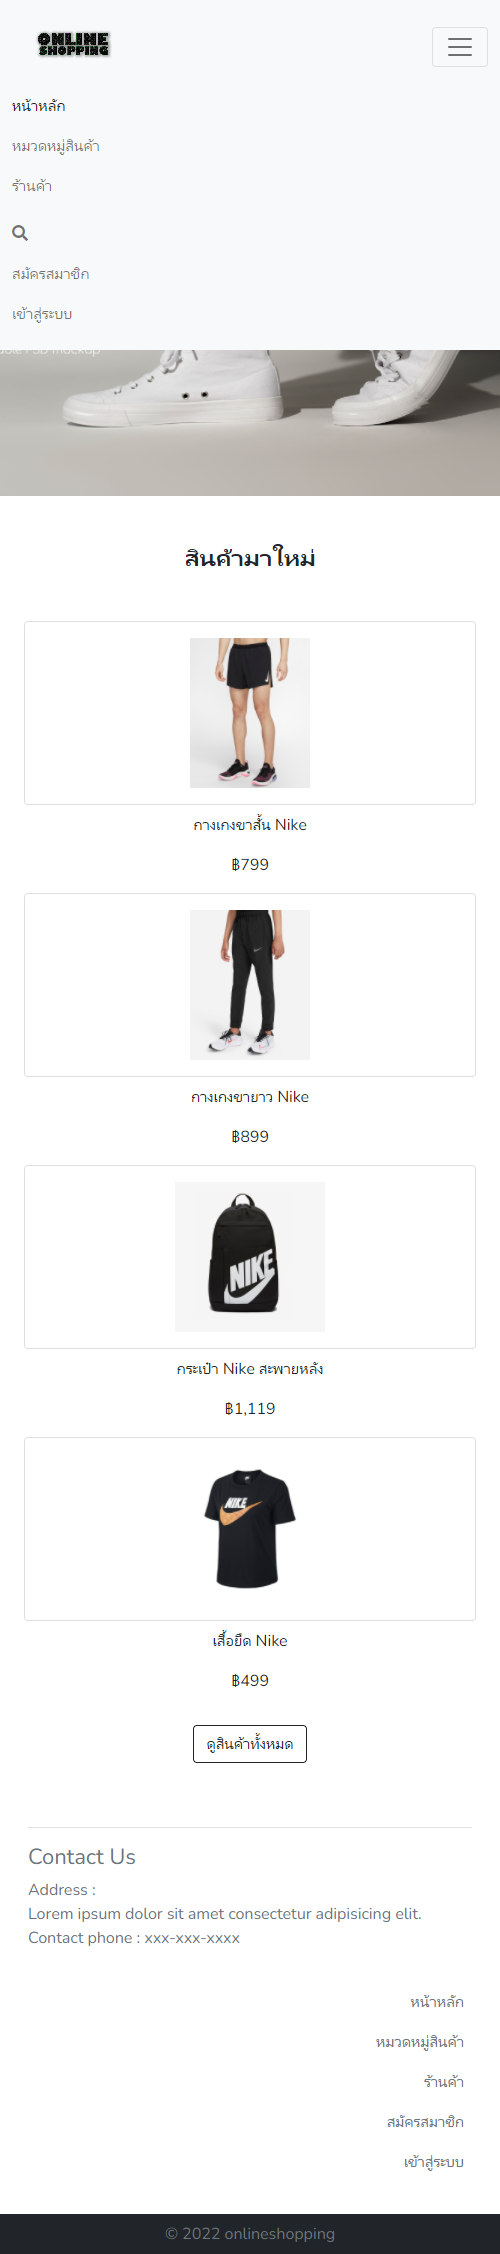 ONLINE
SHOPPING
หน้าหลัก
หมวดหมู่สินค้า
ร้านค้า
สมัครสมาชิก
เข้าสู่ระบบ
PSD mockup
สินค้ามาใหม่
กางเกงขาสั้น Nike
฿799
กางเกงขายาว Nike
฿899
NIKE
กระเป๋า Nike สะพายหลัง
฿1,119
NIKE
เสื้อยืด Nike
฿499
ดูสินค้าทั้งหมด
Contact Us
Address :
Lorem ipsum dolor sit amet consectetur adipisicing elit.
Contact phone : xxx-xxx-xxxx
หน้าหลัก
หมวดหมู่สินค้า
ร้านค้า
สมัครสมาชิก
เข้าสู่ระบบ
© 2022 onlineshopping